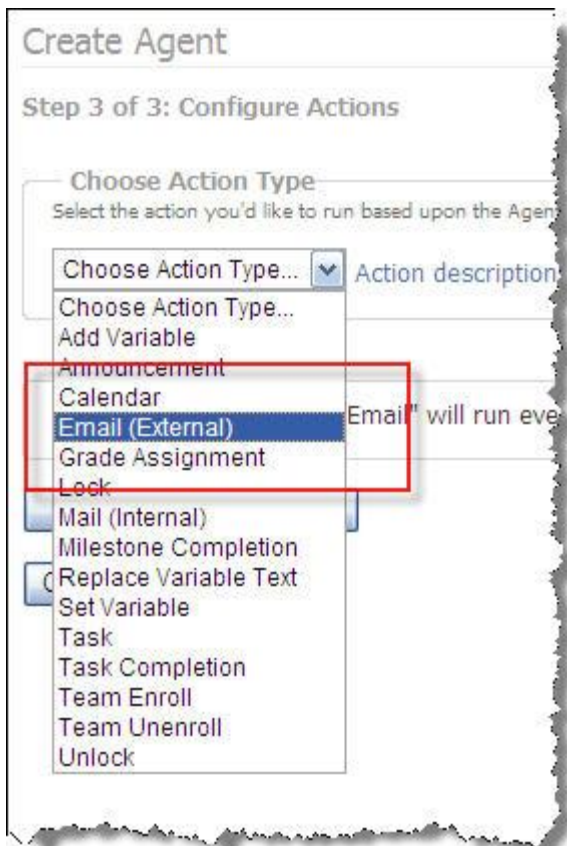 Create Agent
Step 3 of 3: Configure Actions
Choose Action Type
Select the action you'd like to run based upon the Agen
Choose Action Type... Action description
Choose Action Type...
Add Variable
Announcement
Calendar
Email (External) Email" will run eve
Grade Assignment
Lock
Mail (Internal)
Milestone Completion
Replace Variable Text
Set Variable
Task
Task Completion
Team Enroll
Team Unenroll
Unlock